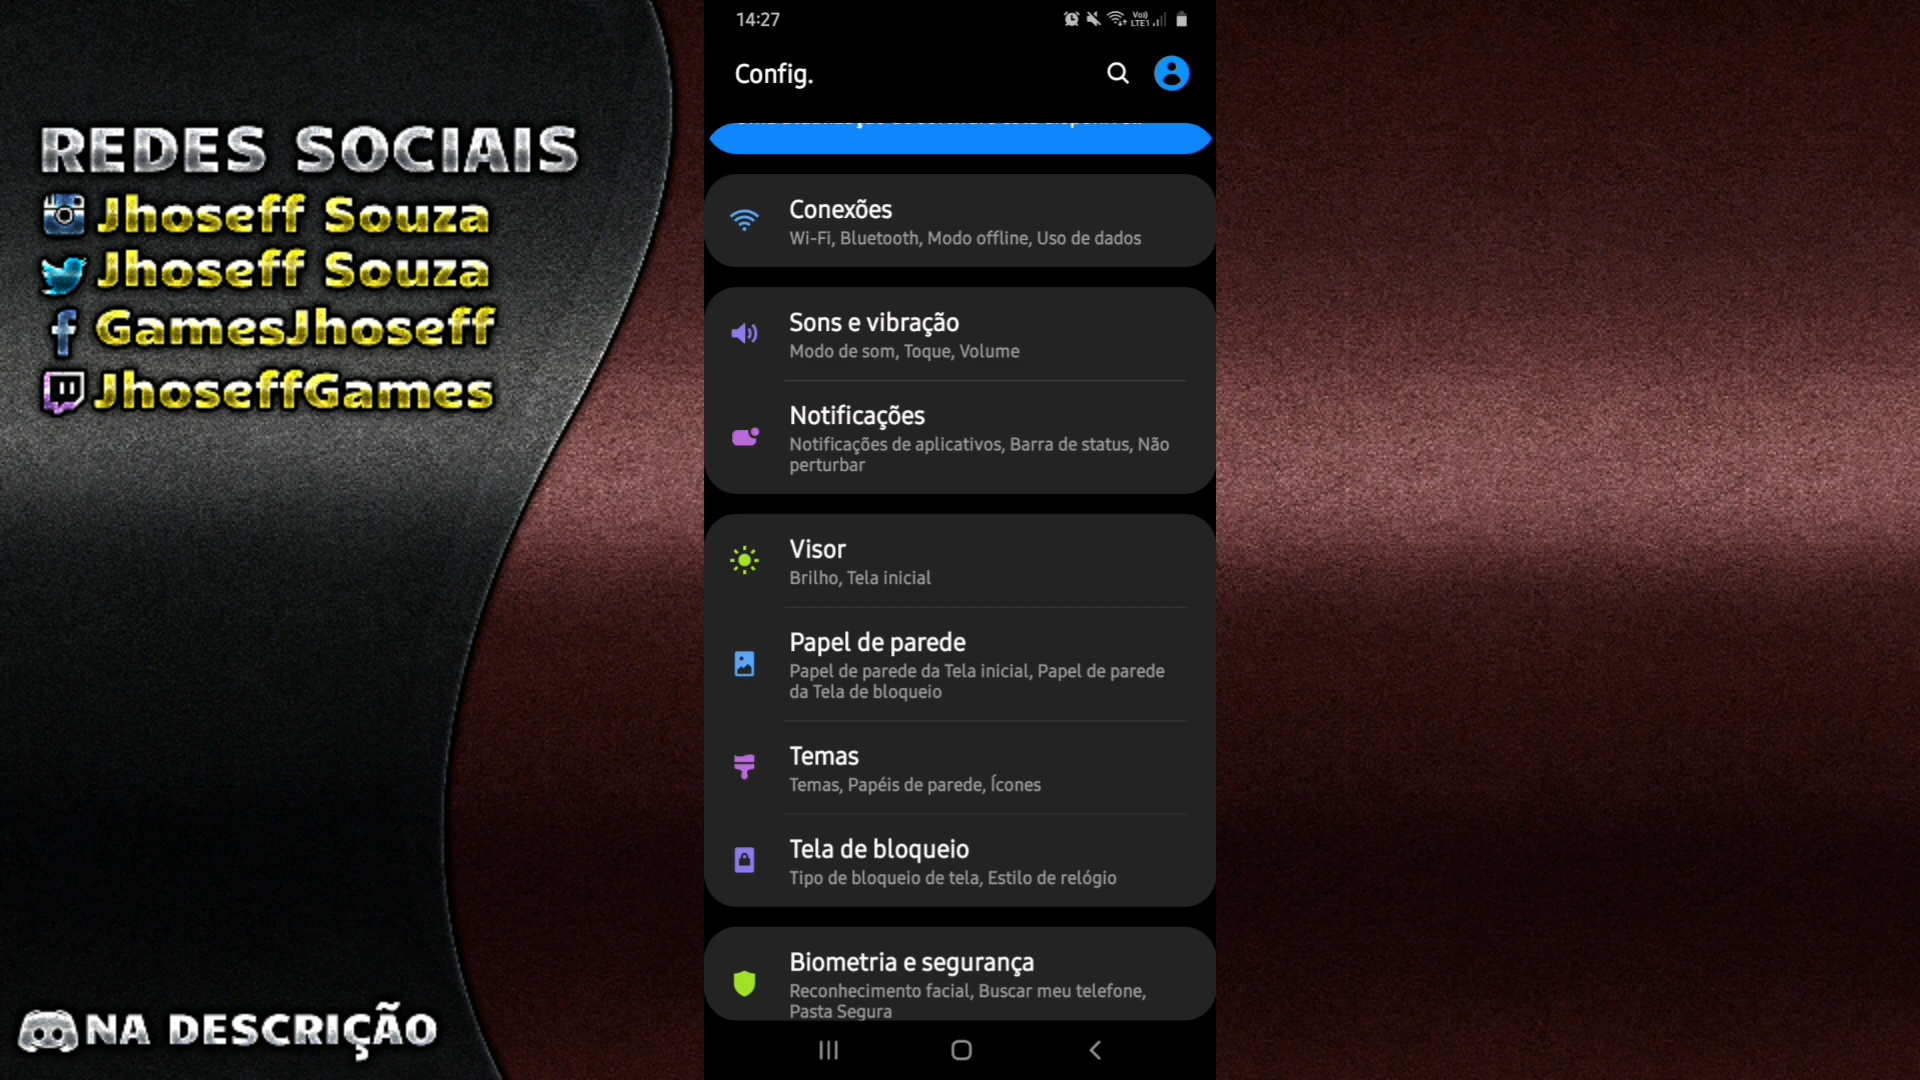 REDES SOCIAIS
Jhoseff Souza
Jhoseff Souza
GamesJhoseff
JhoseffGames
NA DESCRIÇÃO
14:27
Config.
Conexões
Wi-Fi, Bluetooth, Modo offline, Uso de dados
Sons e vibração
Modo de som, Toque, Volume
Notificações
Notificações de aplicativos, Barra de status, Não
perturbar
Visor
Brilho, Tela inicial
Papel de parede
Papel de parede da Tela inicial, Papel de parede
da Tela de bloqueio
Temas
Temas, Papéis de parede, Ícones
Tela de bloqueio
Tipo de bloqueio de tela, Estilo de relógio
Biometria e segurança
Reconhecimento facial, Buscar meu telefone,
Pasta Segura